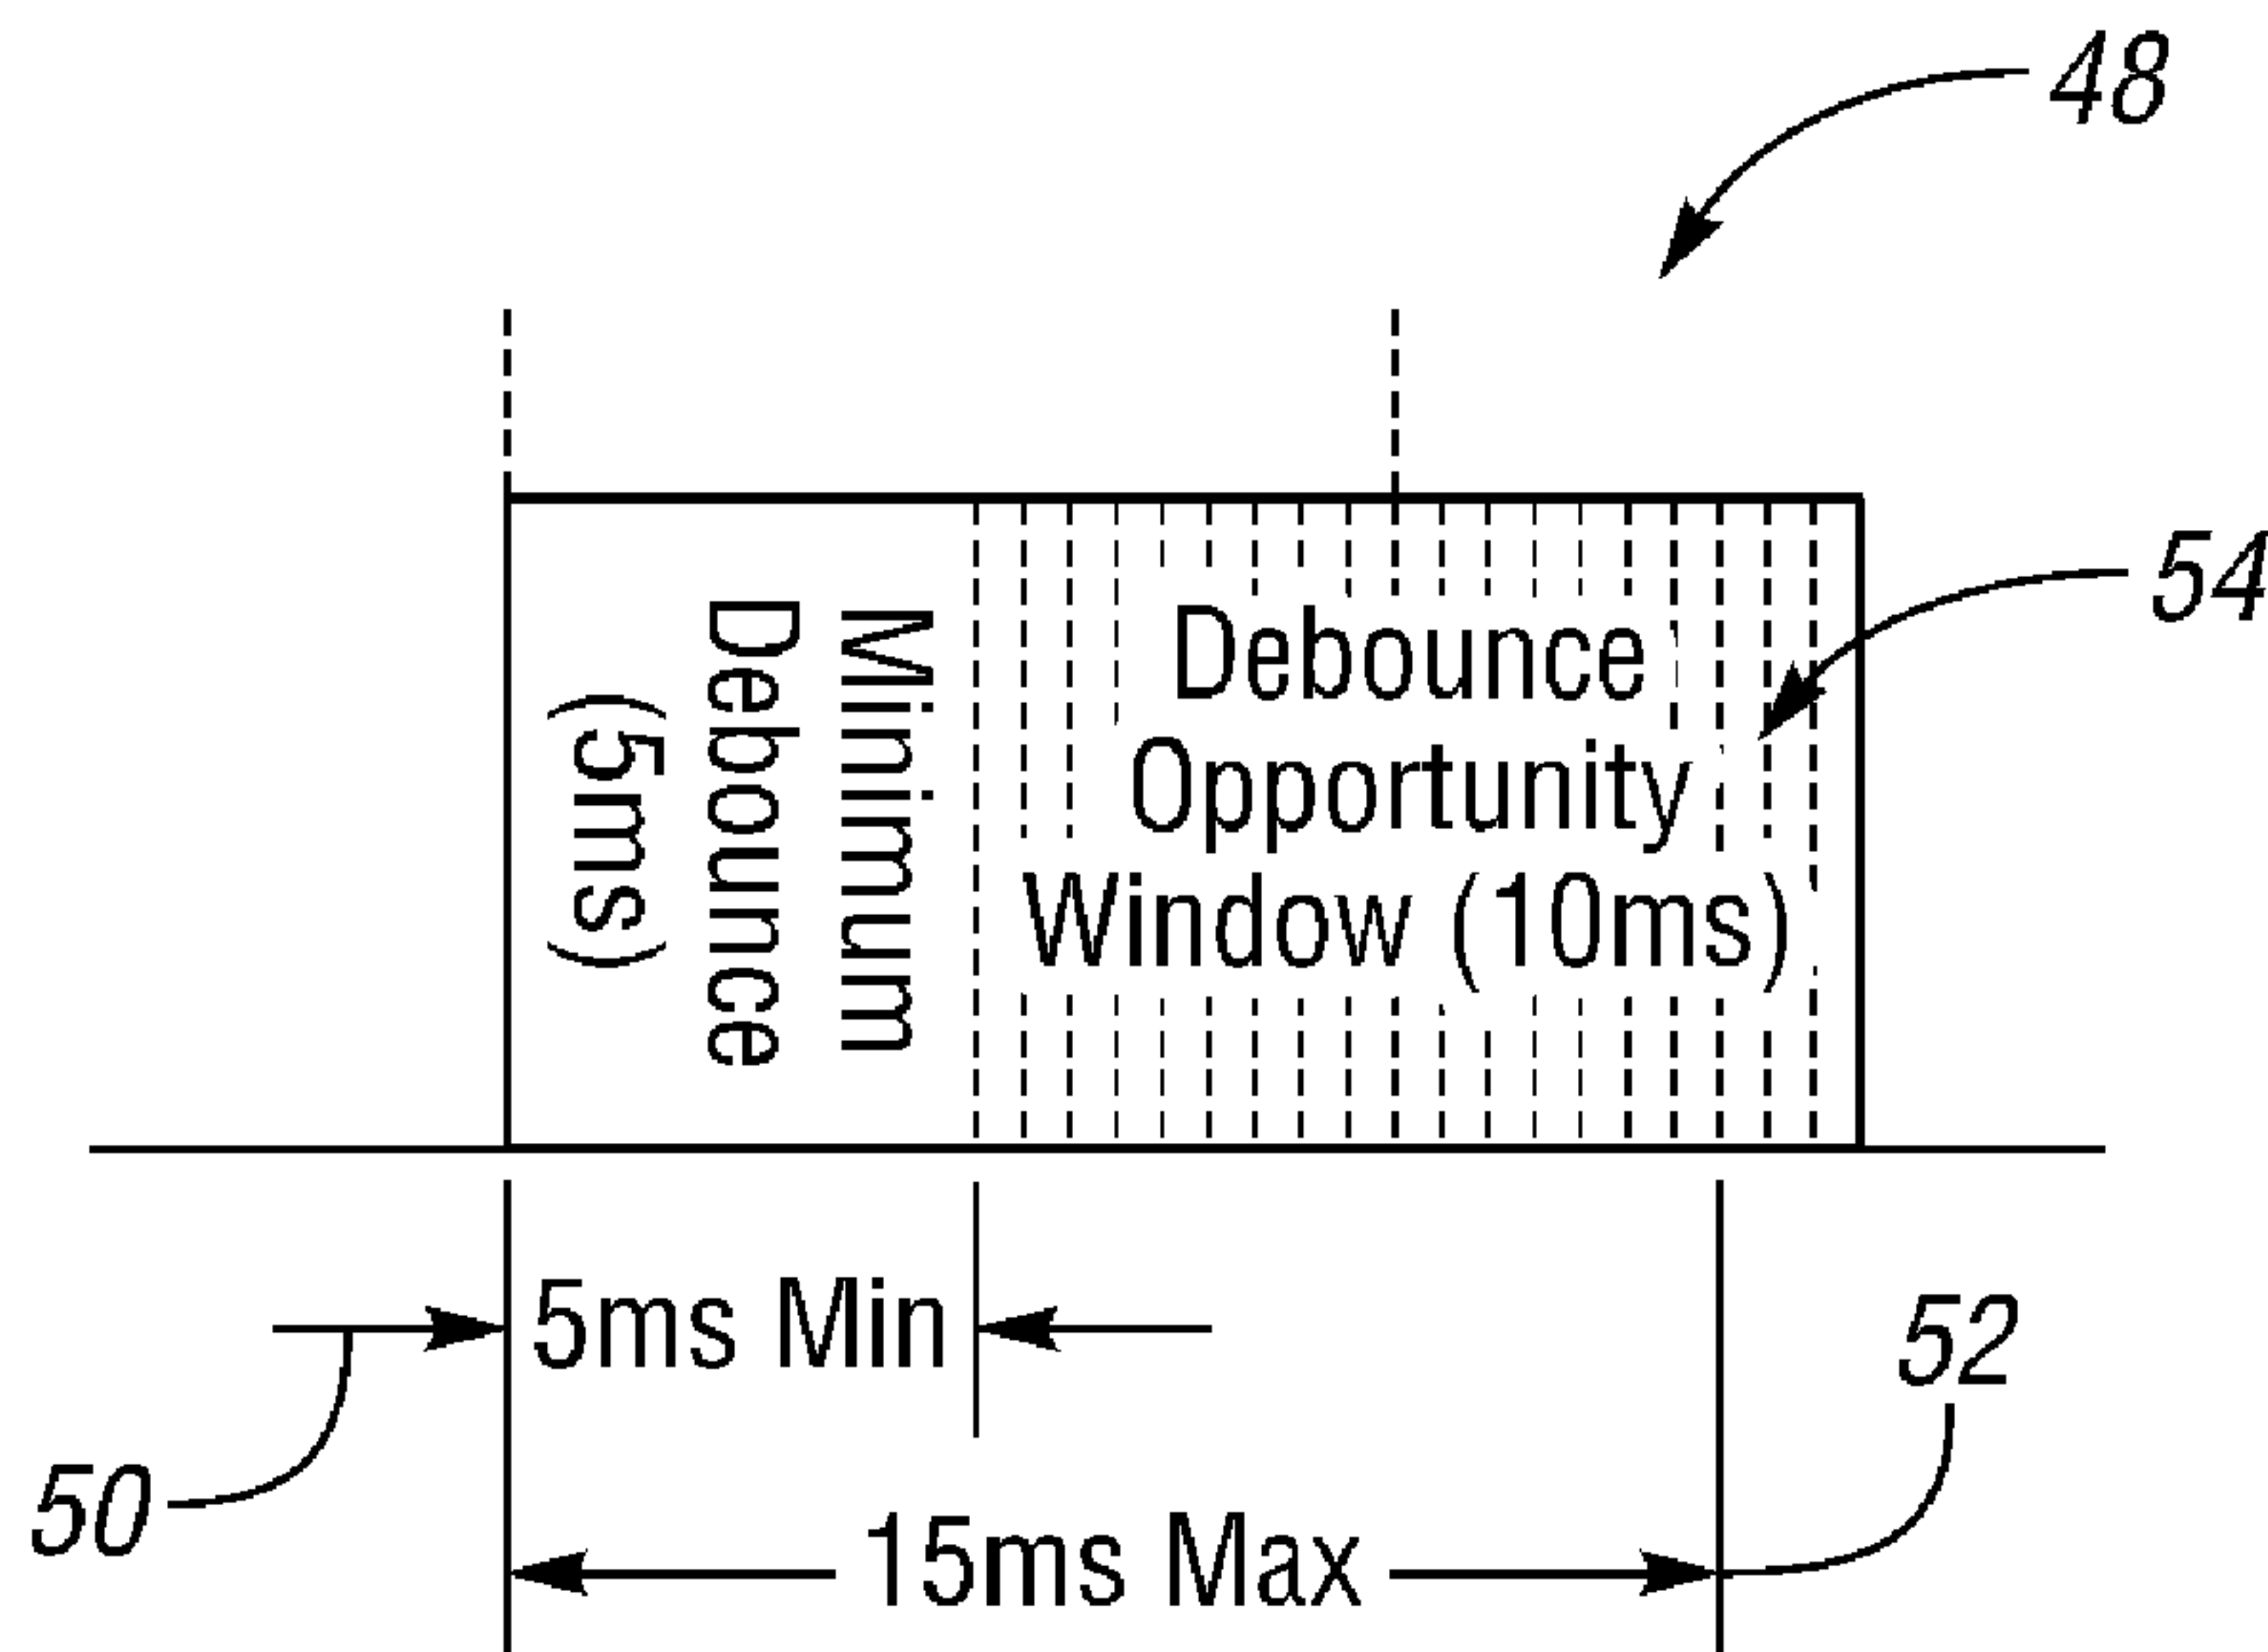 48
54
Minimum
Debounce
(5ms)
Debounce
Opportunity
Window (10ms)
5ms Min
52
50
15ms Max